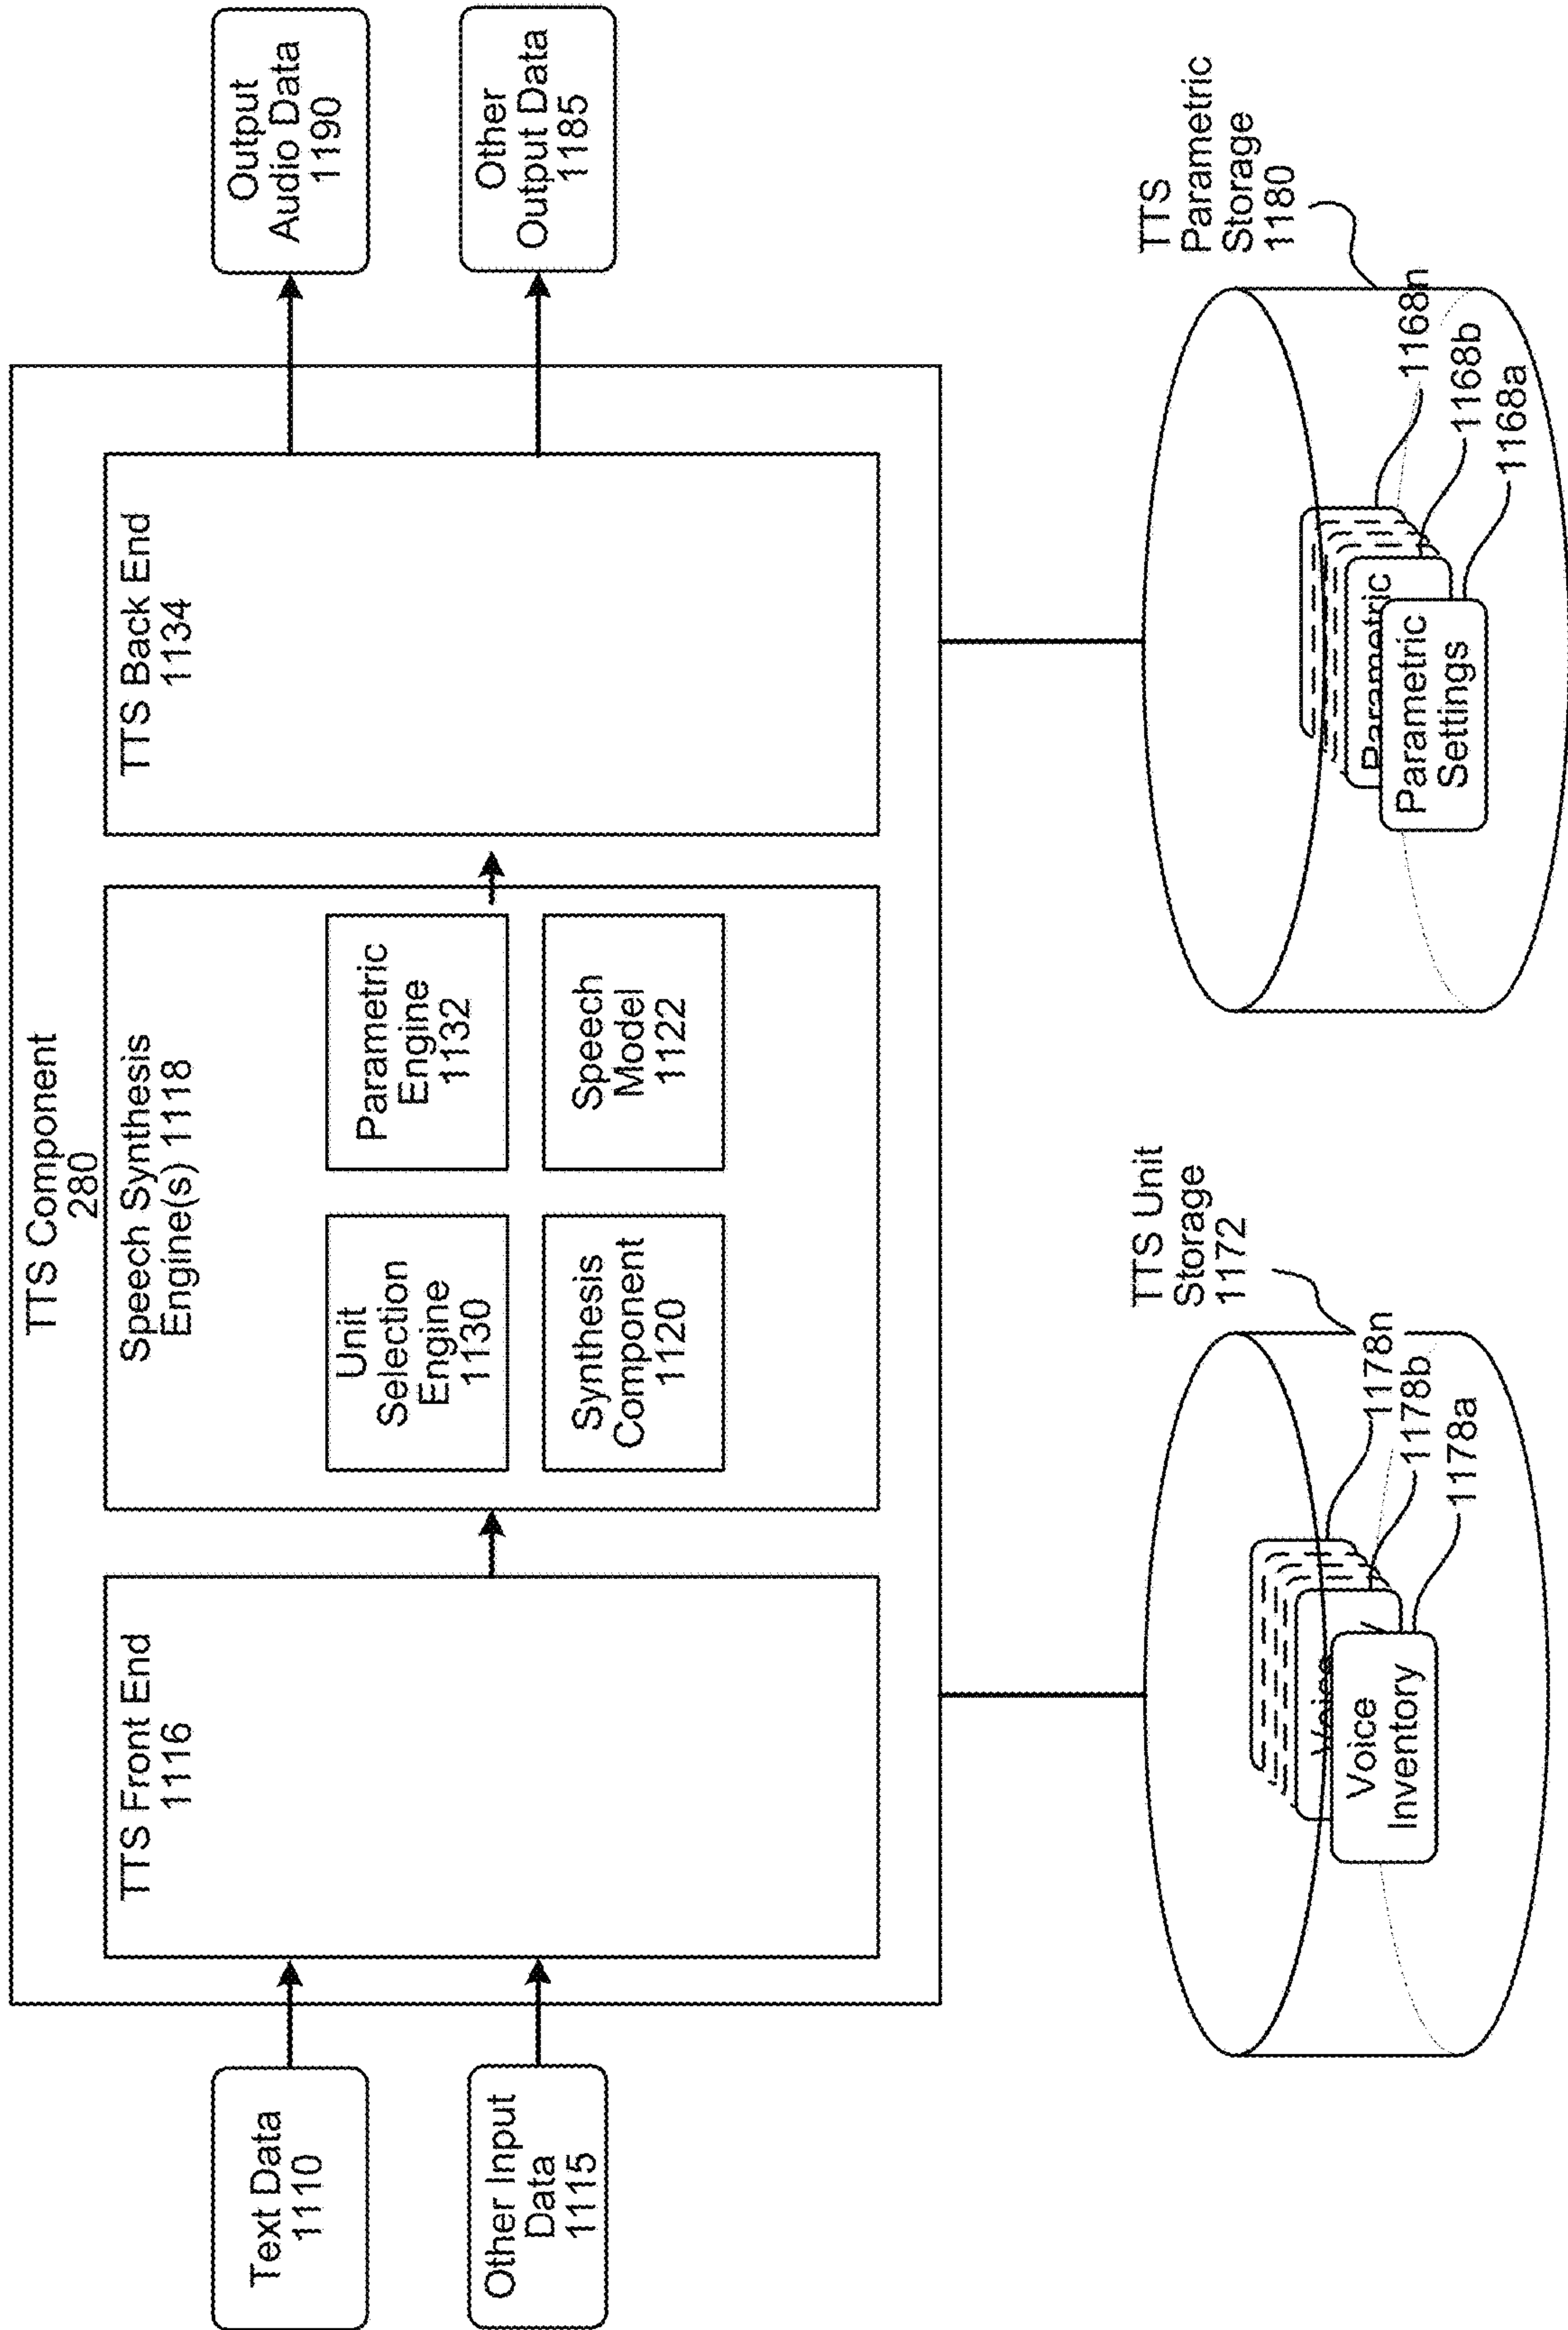 TTS Component
280
Text Data
1110
Other Input
Data
1115
TTS Front End
1116
Speech Synthesis
Engine(s) 1118
Unit
Selection
Engine
1130
Parametric
Engine
1132
Synthesis
Component
1120
Speech
Model
1122
TTS Back End
1134
Output
Audio Data
1190
Other
Output Data
1185
TTS Unit
Storage
1172
1178n
1178b
1178a
Voice
Voice
Inventory
TTS
Parametric
Storage
1180
1168n
1168b
1168a
Parametric
Parametric
Settings